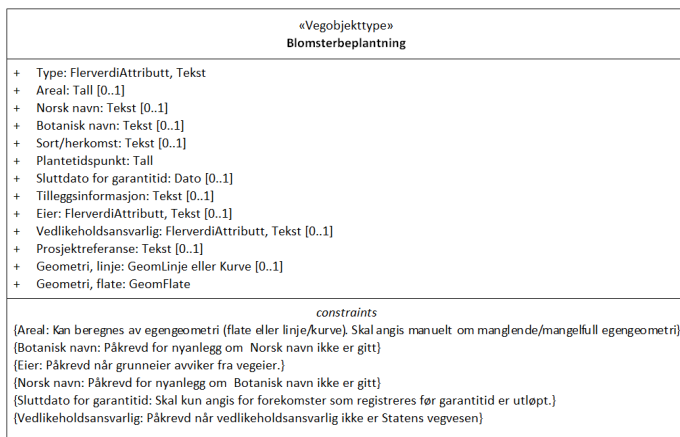 «Vegobjekttype»
Blomsterbeplantning
+ Type: FlerverdiAttributt, Tekst
+ Areal: Tall [0..1]
+ Norsk navn: Tekst [0..1]
+ Botanisk navn: Tekst [0..1]
+ Sort/herkomst: Tekst [0..1]
+ Plantetidspunkt: Tall
+ Sluttdato for garantitid: Dato [0..1]
+ Tilleggsinformasjon: Tekst [0..1]
+ Eier: FlerverdiAttributt, Tekst [0..1]
+ Vedlikeholdsansvarlig: FlerverdiAttributt, Tekst [0..1]
+ Prosjektreferanse: Tekst [0..1]
+ Geometri, linje: GeomLinje eller Kurve [0..1]
+ Geometri, flate: GeomFlate
constraints
{Areal: Kan beregnes av egengeometri (flate eller linje/kurve). Skal angis manuelt om manglende/mangelfull egengeometri}
{Botanisk navn: Påkrevd for nyanlegg om Norsk navn ikke er gitt}
{Eier: Påkrevd når grunneier avviker fra vegeier.}
{Norsk navn: Påkrevd for nyanlegg om Botanisk navn ikke er gitt}
{Sluttdato for garantitid: Skal kun angis for forekomster som registreres før garantitid er utløpt.}
{Vedlikeholdsansvarlig: Påkrevd når vedlikeholdsansvarlig ikke er Statens vegvesen}